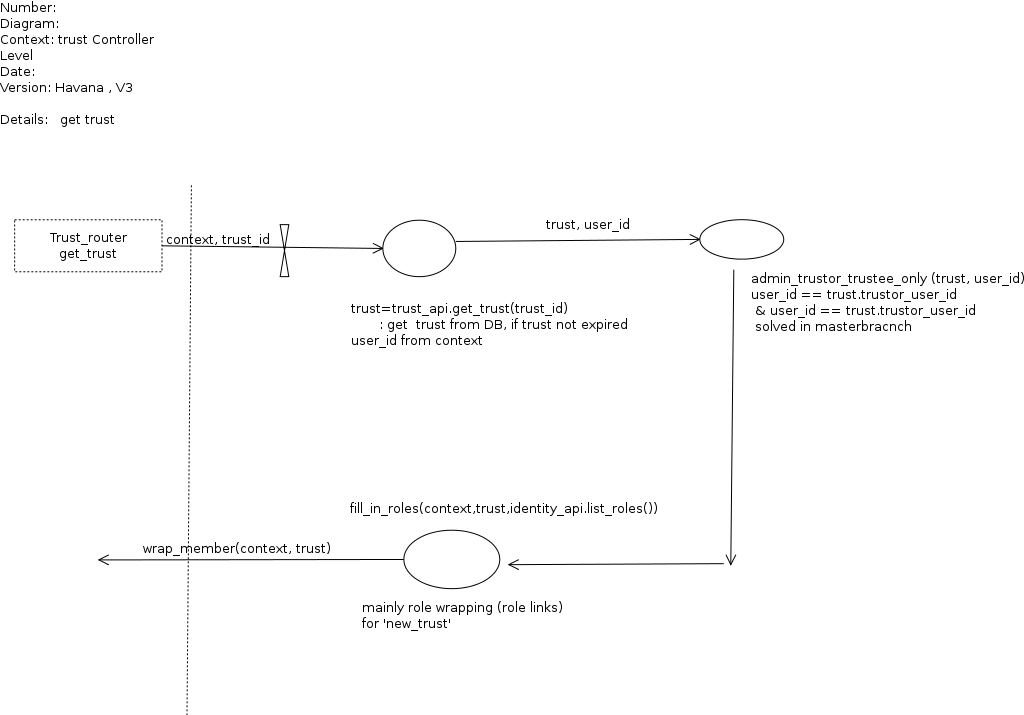 Number:
Diagram:
Context: trust Controller
Level
Date:
Version: Havana , V3
Details:   get trust
Trust_router
get_trust
context, trust_id
trust, user_id
admin_trustor_trustee_only (trust, user_id)
user_id == trust.trustor_user_id
& user_id == trust.trustor_user_id
solved in masterbracnch
trust=trust_api.get_trust(trust_id)
: get  trust from DB, if trust not expired
user_id from context
fill_in_roles(context,trust,identity_api.list_roles())
wrap_member(context, trust)
mainly role wrapping (role links)
for 'new_trust'